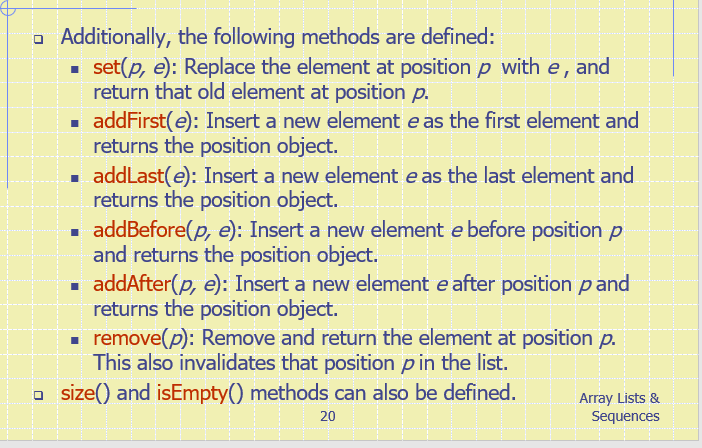 Additionally, the following methods are defined:
set(p, e): Replace the element at position p with e , and
return that old element at position p.
addFirst(e): Insert a new element e as the first element and
returns the position object.
addLast(e): Insert a new element e as the last element and
returns the position object.
addBefore(p, e): Insert a new element e before position p
and returns the position object.
addAfter(p, e): Insert a new element e after position p and
returns the position object.
remove(p): Remove and return the element at position p.
This also invalidates that position p in the list.
size() and isEmpty() methods can also be defined.
Array Lists &
Sequences
20